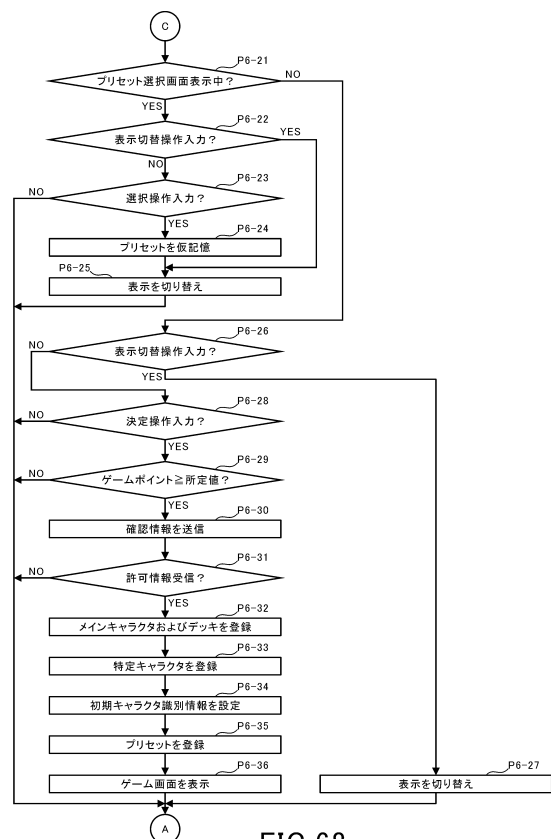 C
P6-21
プリセット選択画面表示中？
NO
YES
P6-22
表示切替操作入力？
YES
NO
P6-23
NO
選択操作入力？
YES
P6-24
プリセットを仮記憶
P6-25
表示を切り替え
P6-26
NO
表示切替操作入力？
YES
P6-28
NO
決定操作入力？
YES
P6-29
NO
ゲームポイント≧所定値？
YES
P6-30
確認情報を送信
P6-31
NO
許可情報受信？
YES
P6-32
メインキャラクタおよびデッキを登録
P6-33
特定キャラクタを登録
P6-34
初期キャラクタ識別情報を設定
P6-35
プリセットを登録
P6-36
ゲーム画面を表示
P6-27
表示を切り替え
A